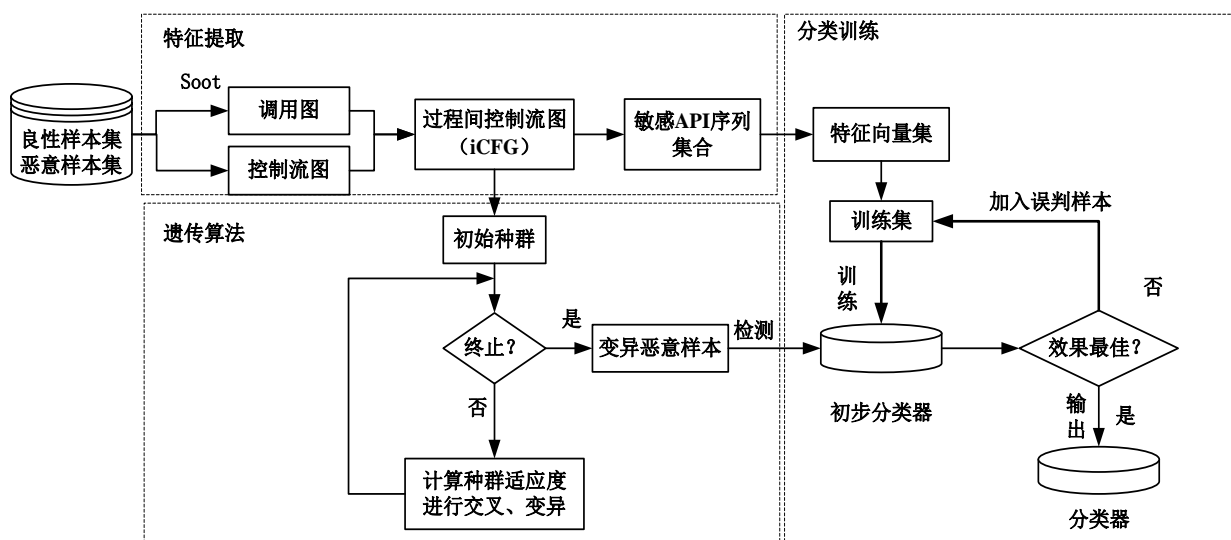 特征提取
Soot
良性样本集
恶意样本集
调用图
控制流图
过程间控制流图
（iCFG）
敏感API序列
集合
遗传算法
初始种群
终止？
是
否
变异恶意样本
检测
计算种群适应度
进行交叉、变异
分类训练
特征向量集
训练集
加入误判样本
训
练
否
初步分类器
效果最佳？
输
出
是
分类器